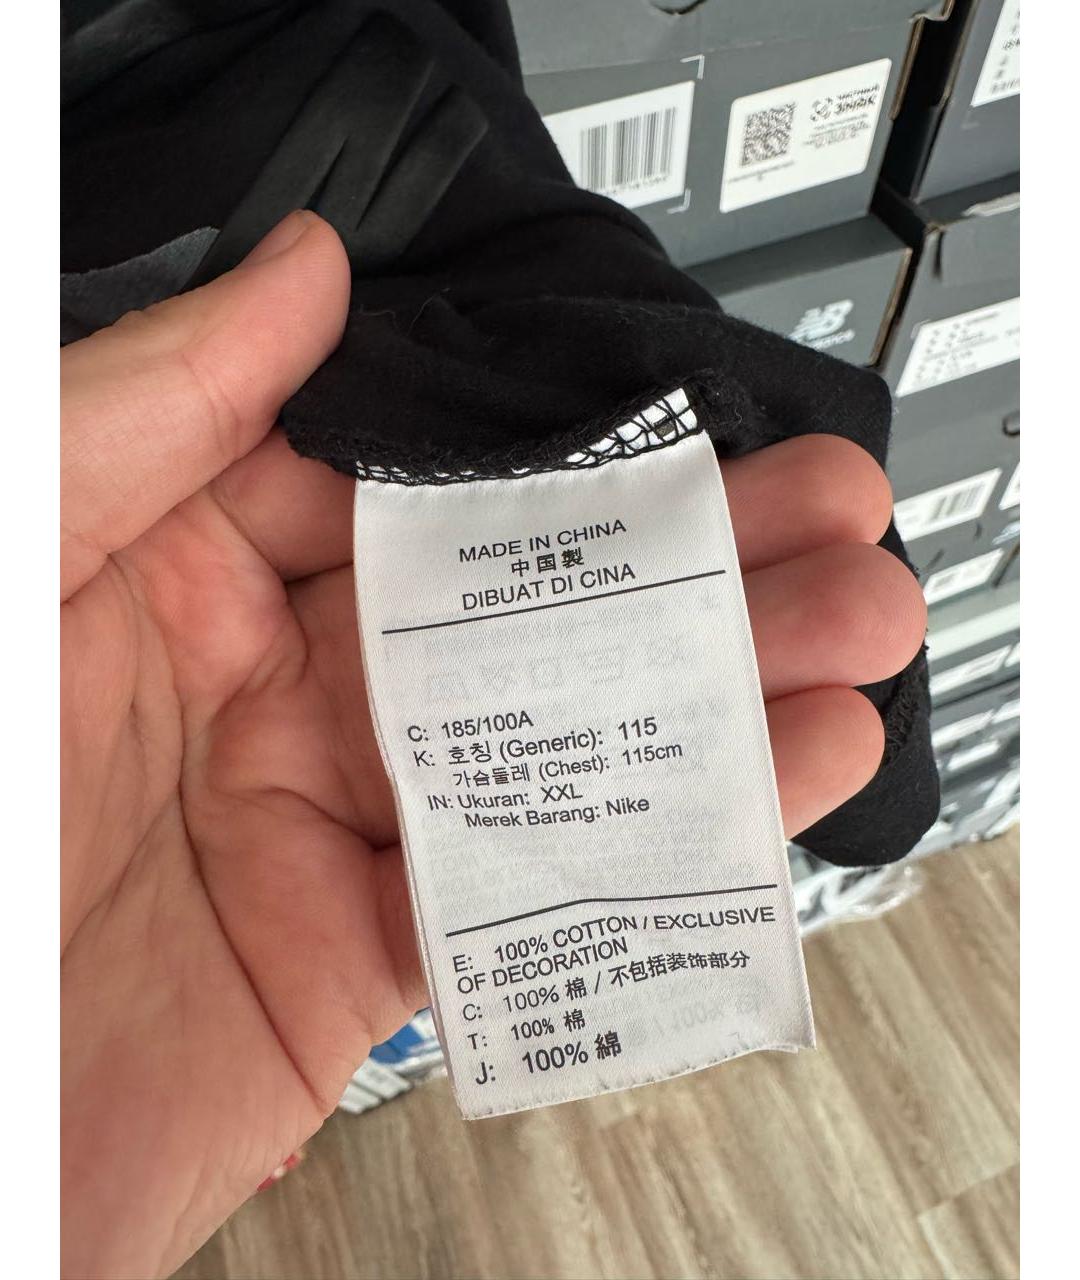 ЗНАК
MADE IN CHINA
中国製
DIBUAT DI CINA
C: 185/100A
K: 호칭 (Generic): 115
가슴둘레 (Chest): 115cm
IN: Ukuran: XXL
Merek Barang: Nike
E: 100% COTTON / EXCLUSIVE
OF DECORATION
C: 100% 棉 / 不包括装饰部分
T: 100% 棉
J: 100% 綿